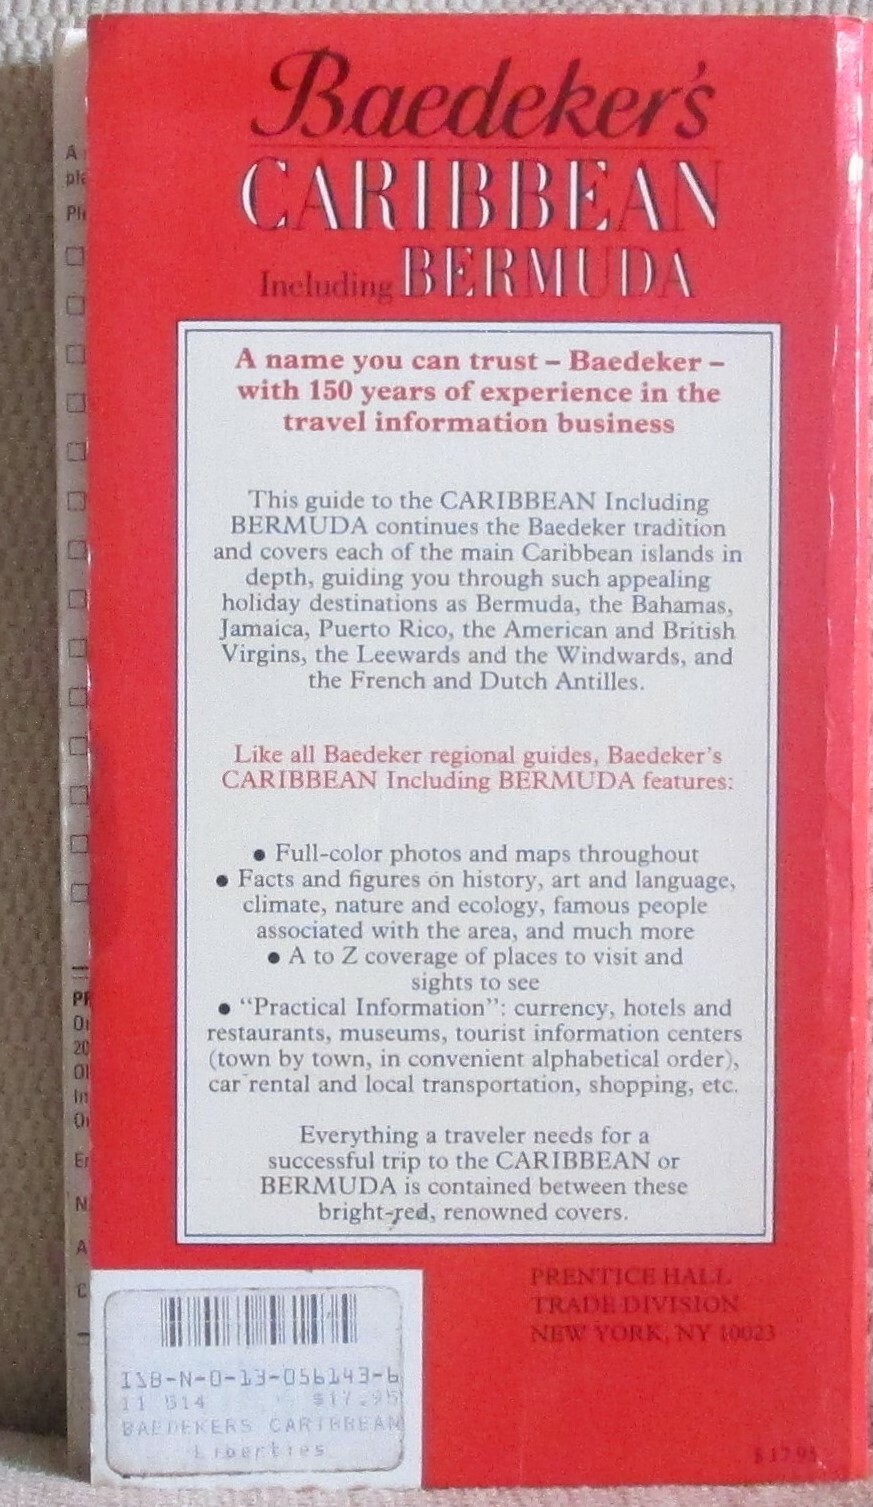 Baedeker's
CARIBBEAN
Including BERMUDA
A name you can trust – Baedeker –
with 150 years of experience in the
travel information business
This guide to the CARIBBEAN Including
BERMUDA continues the Baedeker tradition
and covers each of the main Caribbean islands in
depth, guiding you through such appealing
holiday destinations as Bermuda, the Bahamas,
Jamaica, Puerto Rico, the American and British
Virgins, the Leewards and the Windwards, and
the French and Dutch Antilles.
Like all Baedeker regional guides, Baedeker's
CARIBBEAN Including BERMUDA features:
● Full-color photos and maps throughout
● Facts and figures on history, art and language,
climate, nature and ecology, famous people
associated with the area, and much more
● A to Z coverage of places to visit and
sights to see
● “Practical Information”: currency, hotels and
restaurants, museums, tourist information centers
(town by town, in convenient alphabetical order),
car rental and local transportation, shopping, etc.
Everything a traveler needs for a
successful trip to the CARIBBEAN or
BERMUDA is contained between these
bright-red, renowned covers.
PRENTICE HALL
TRADE DIVISION
NEW YORK, NY 10023
ISB-N-0-13-056143-6
11 514 $17.95
BAEDEKERS CARIBBEAN
Liberties
$17.95